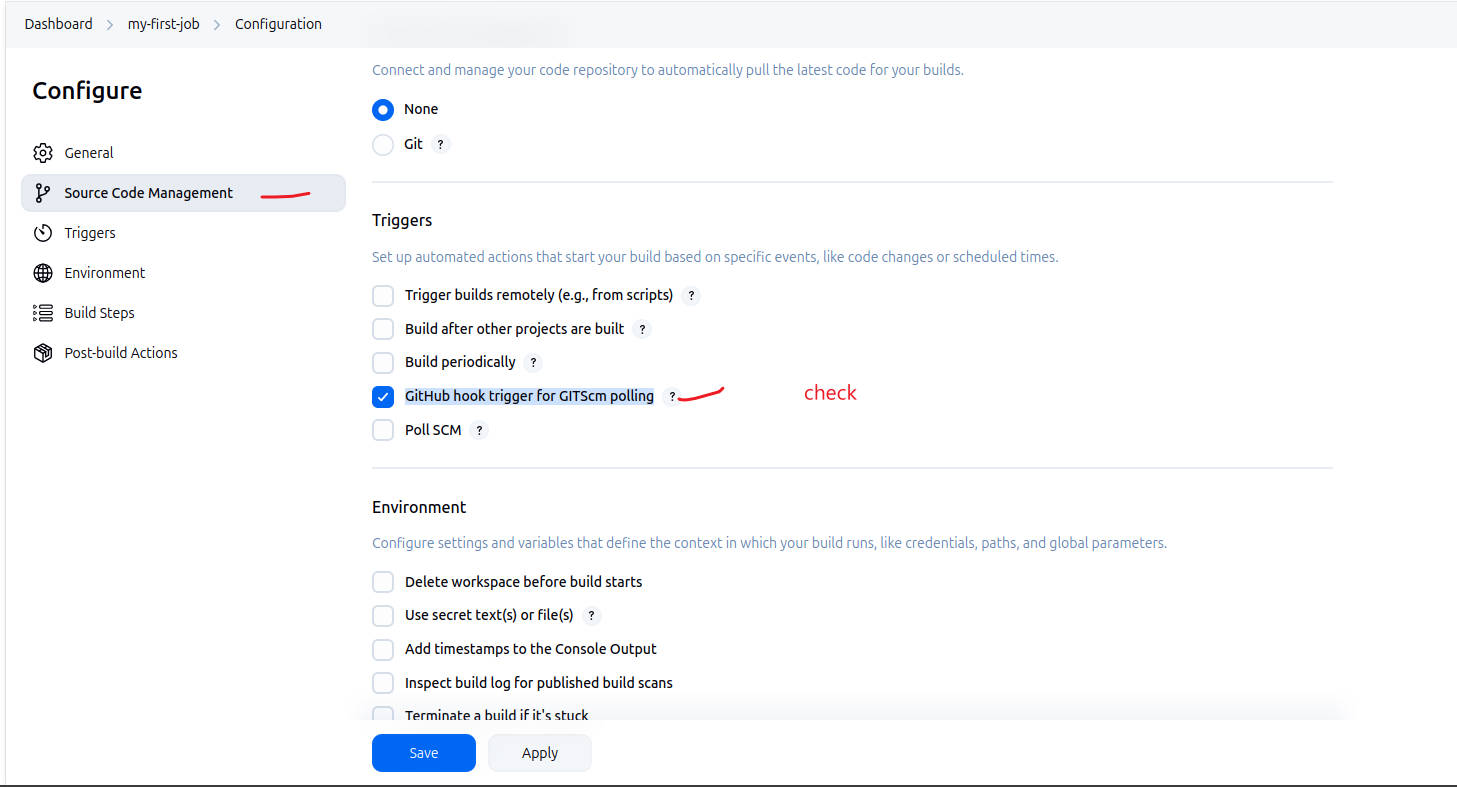 Dashboard > my-first-job > Configuration
Configure
General
Source Code Management
Triggers
Environment
Build Steps
Post-build Actions
Connect and manage your code repository to automatically pull the latest code for your builds.
None
Git ?
Triggers
Set up automated actions that start your build based on specific events, like code changes or scheduled times.
Trigger builds remotely (e.g., from scripts) ?
Build after other projects are built ?
Build periodically ?
GitHub hook trigger for GITScm polling ? check
Poll SCM ?
Environment
Configure settings and variables that define the context in which your build runs, like credentials, paths, and global parameters.
Delete workspace before build starts
Use secret text(s) or file(s) ?
Add timestamps to the Console Output
Inspect build log for published build scans
Terminate a build if it's stuck
Save Apply